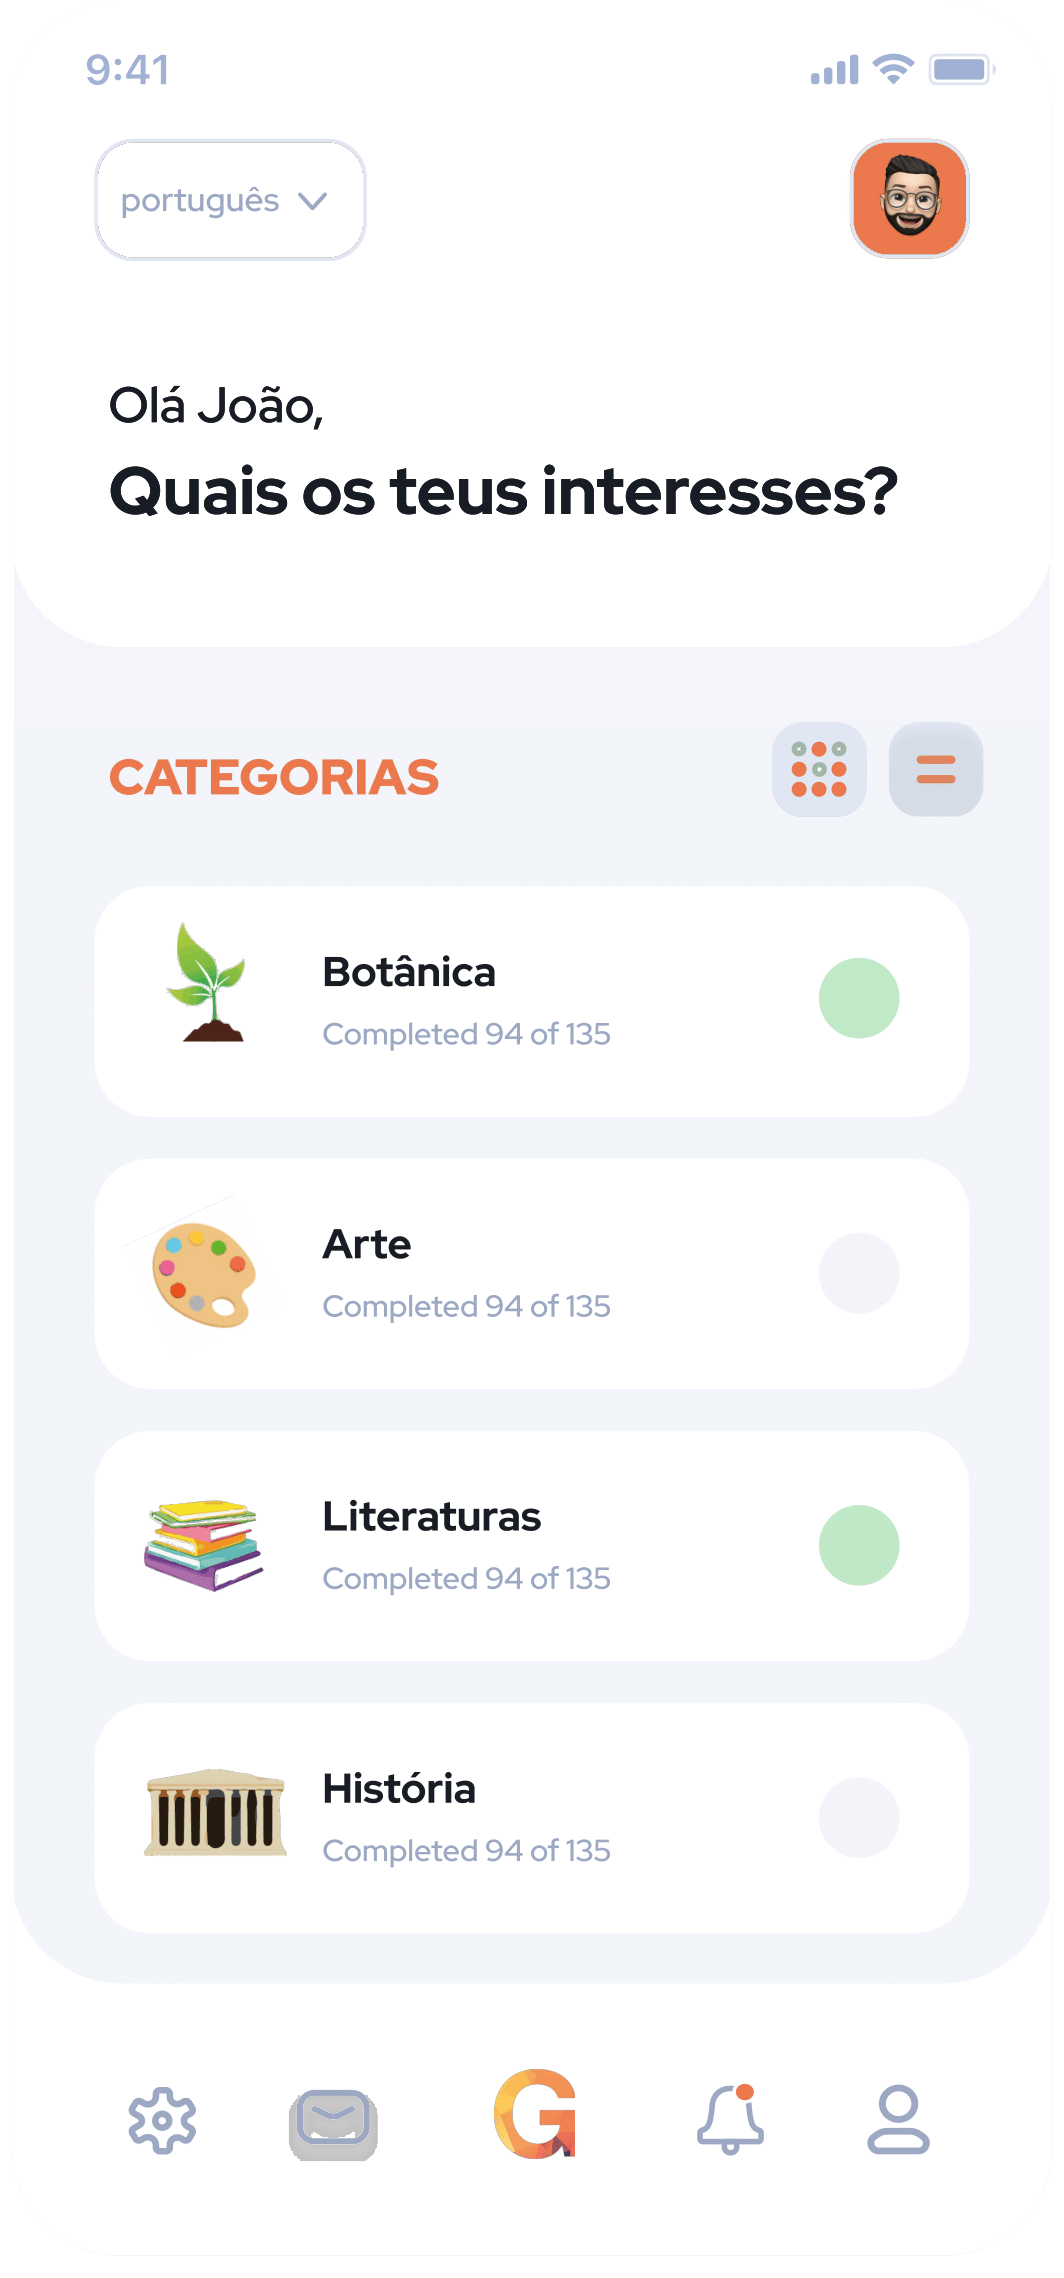 9:41
português
Olá João,
Quais os teus interesses?
CATEGORIAS
Botânica
Completed 94 of 135
Arte
Completed 94 of 135
Literaturas
Completed 94 of 135
História
Completed 94 of 135
G